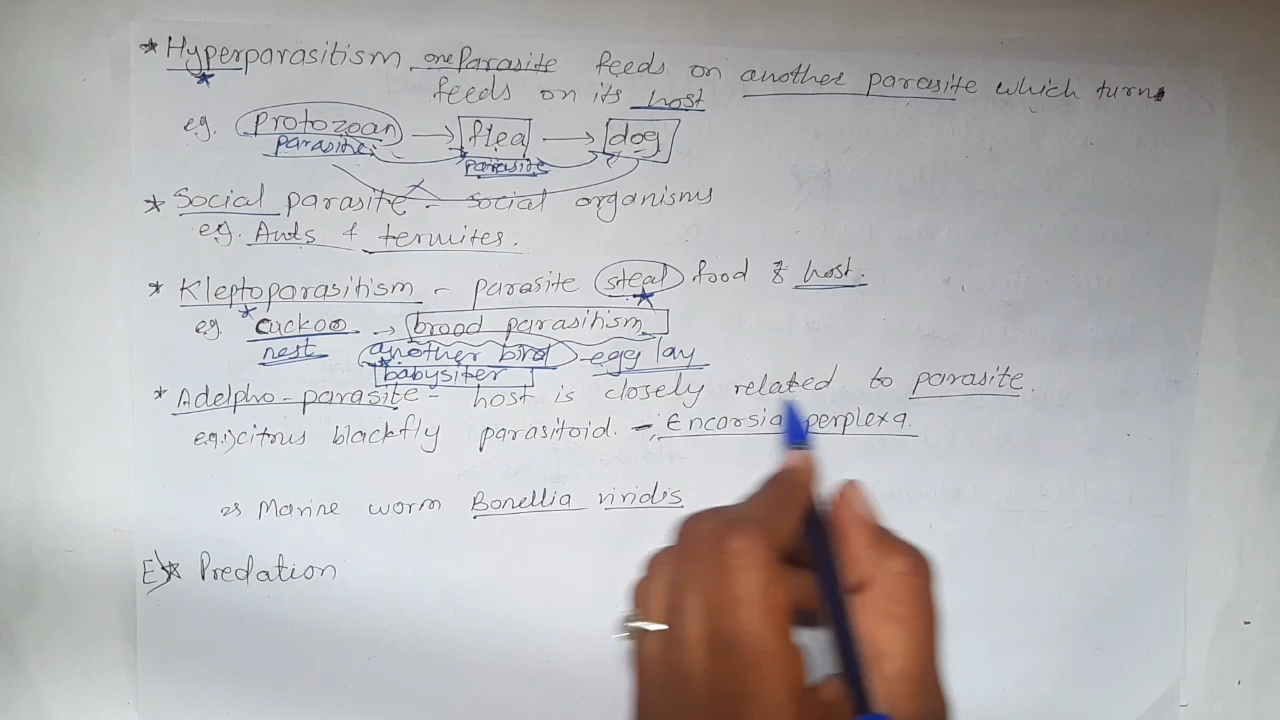 * Hyperparasitism one Parasite feeds on another parasite which turns
feeds on its host
eg. Protozoan → flea → dog
parasite parasite
* Social parasite - social organisms
eg. Ants & termites.
* Kleptoparasitism - parasite steal food & host.
eg. cuckoo → brood parasitism
nest another bird egg lay
babysiter
* Adelpho-parasite - host is closely related to parasite.
e.g. 1) citrus blackfly parasitoid. - Encarsia perplexa.
2) Marine worm Bonellia viridis
E) * Predation